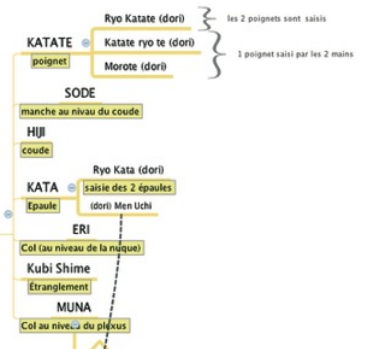 Ryo Katate (dori)
les 2 poignets sont saisis
KATATE
Katate ryo te (dori)
1 poignet saisi par les 2 mains
poignet
Morote (dori)
SODE
manche au nivau du coude
HIJI
coude
Ryo Kata (dori)
KATA
saisie des 2 épaules
Epaule
(dori) Men Uchi
ERI
Col (au niveau de la nuque)
Kubi Shime
Étranglement
MUNA
Col au niveau du plexus